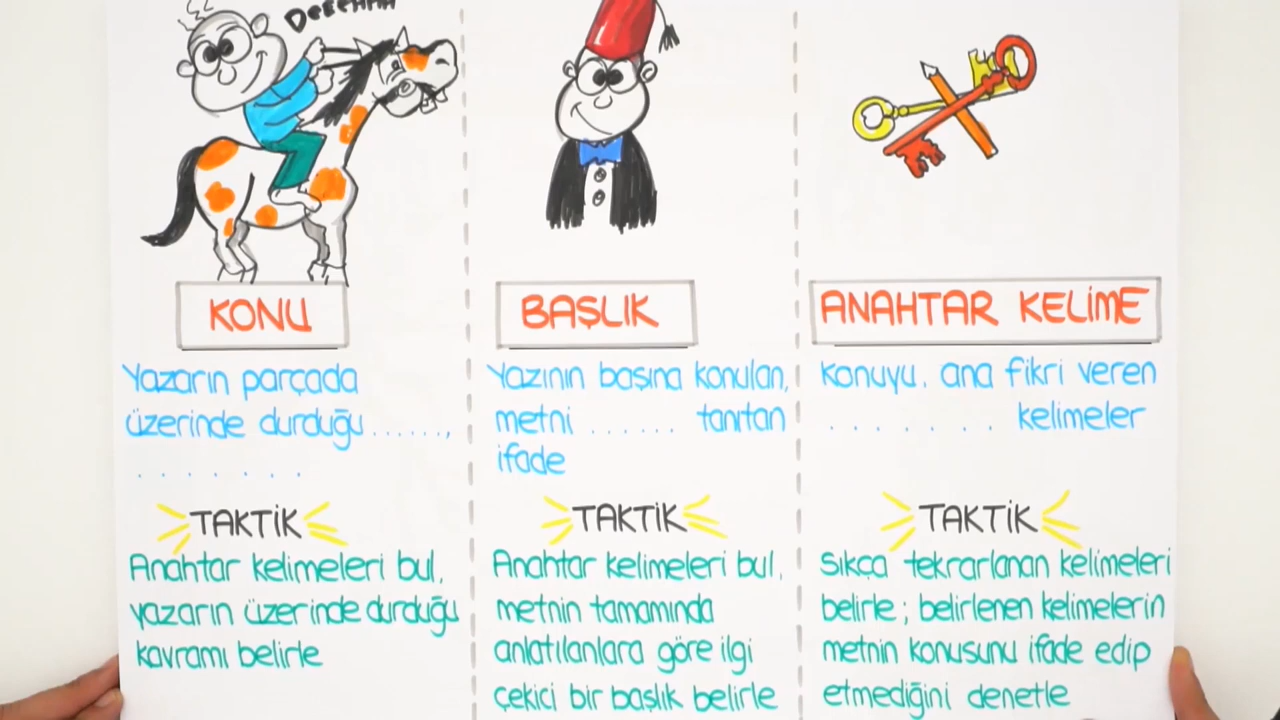 KONU
Yazarın parçada
üzerinde durduğu ......,
. . . . . . .
TAKTİK
Anahtar kelimeleri bul,
yazarın üzerinde durduğu
kavramı belirle
BAŞLIK
Yazının başına konulan,
metni ...... tanıtan
ifade
TAKTİK
Anahtar kelimeleri bul,
metnin tamamında
anlatılanlara göre ilgi
çekici bir başlık belirle
ANAHTAR KELİME
Konuyu, ana fikri veren
. . . . . . . kelimeler
TAKTİK
Sıkça tekrarlanan kelimeleri
belirle; belirlenen kelimelerin
metnin konusunu ifade edip
etmediğini denetle